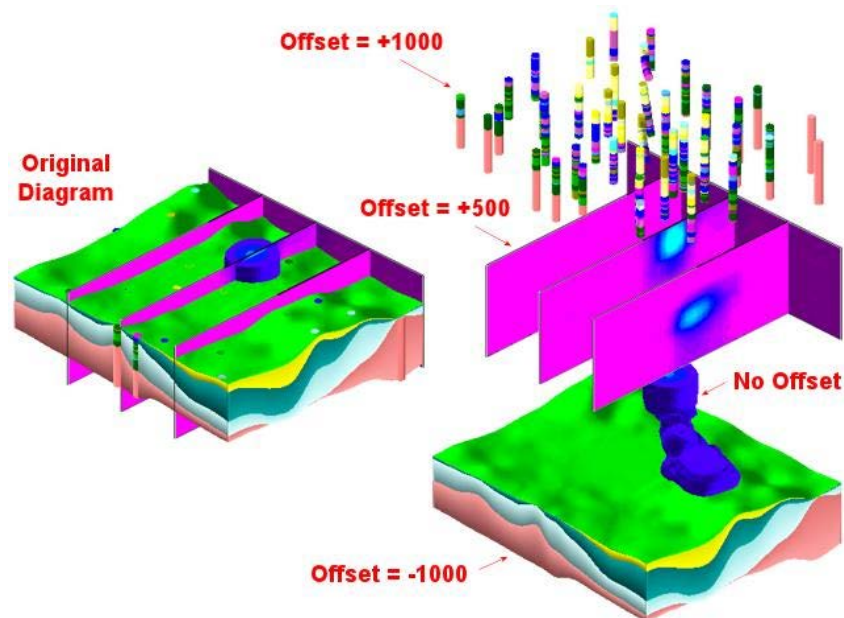 Offset = +1000
Original
Diagram
Offset = +500
No Offset
Offset = -1000